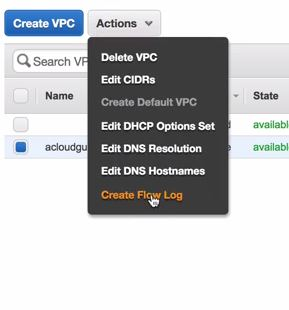 Create VPC
Actions
Search VP
Delete VPC
Edit CIDRs
Create Default VPC
Edit DHCP Options Set
Edit DNS Resolution
Edit DNS Hostnames
Create Flow Log
Name
State
d
available
acloudgu
e
available